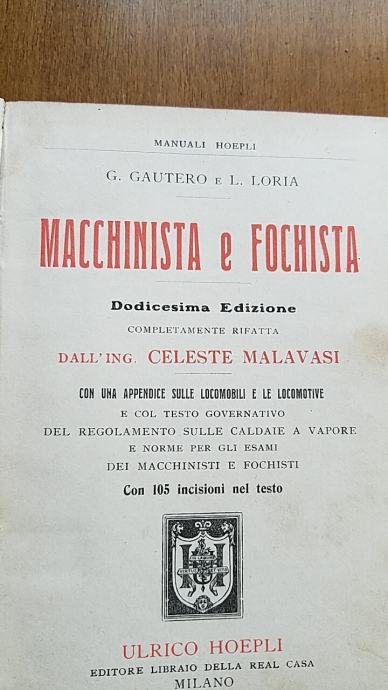 MANUALI HOEPLI
G. GAUTERO E L. LORIA
MACCHINISTA e FOCHISTA
Dodicesima Edizione
COMPLETAMENTE RIFATTA
DALL'ING. CELESTE MALAVASI
CON UNA APPENDICE SULLE LOCOMOBILI E LE LOCOMOTIVE
E COL TESTO GOVERNATIVO
DEL REGOLAMENTO SULLE CALDAIE A VAPORE
E NORME PER GLI ESAMI
DEI MACCHINISTI E FOCHISTI
Con 105 incisioni nel testo
ULRICO HOEPLI
EDITORE LIBRAIO DELLA REAL CASA
MILANO